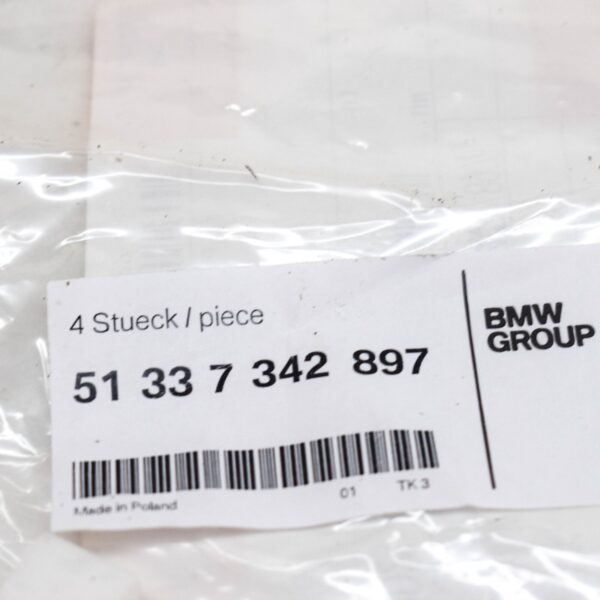 4 Stueck / piece
51 33 7 342 897
01 TK 3
Made in Poland
BMW
GROUP